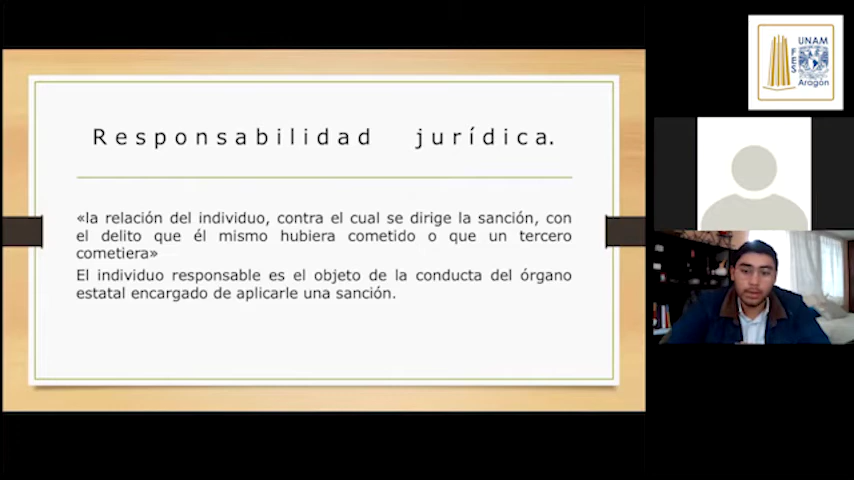 Responsabilidad jurídica.
«la relación del individuo, contra el cual se dirige la sanción, con
el delito que él mismo hubiera cometido o que un tercero
cometiera»
El individuo responsable es el objeto de la conducta del órgano
estatal encargado de aplicarle una sanción.
UNAM
FES
Aragón